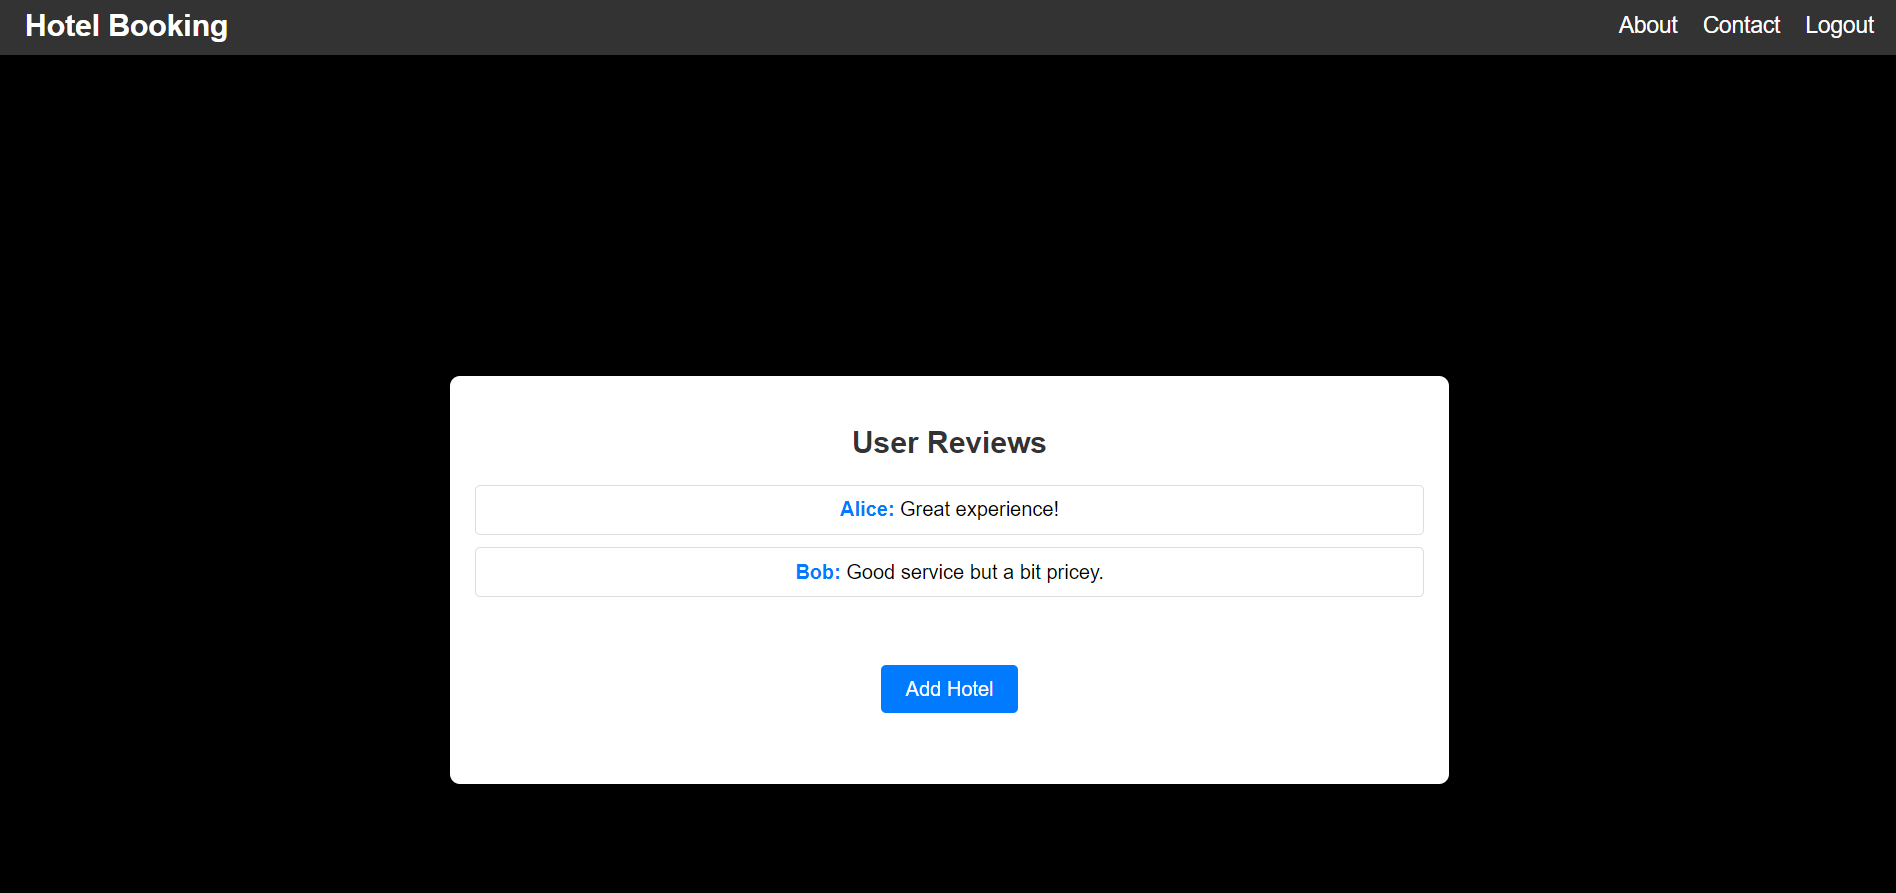 Hotel Booking
About Contact Logout
User Reviews
Alice: Great experience!
Bob: Good service but a bit pricey.
Add Hotel